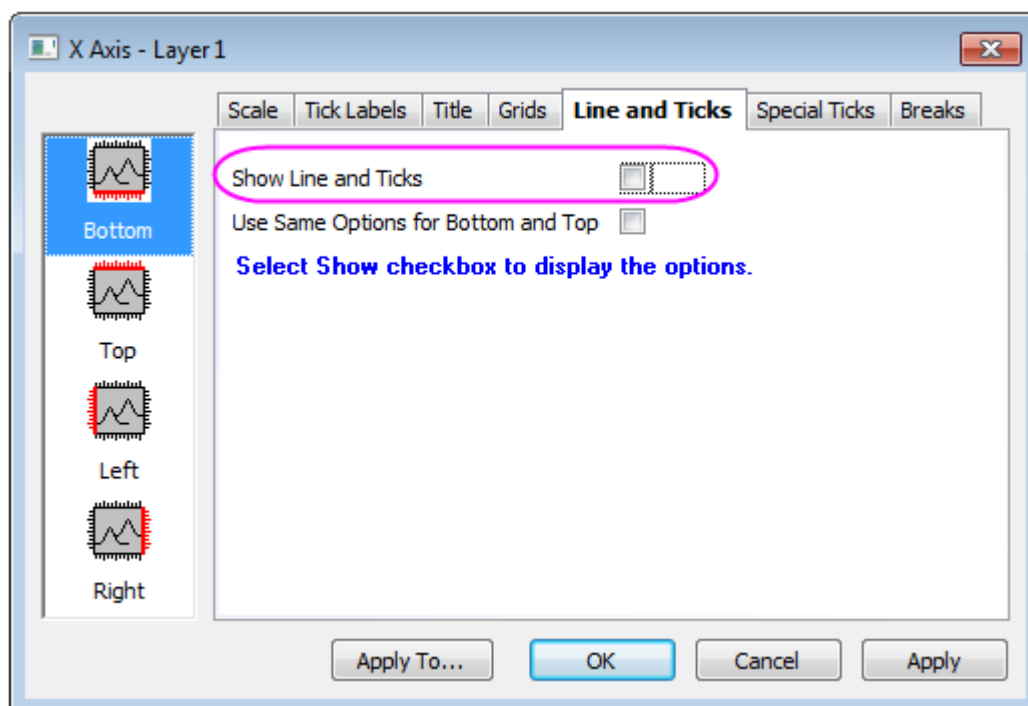 X Axis - Layer 1
Scale Tick Labels Title Grids Line and Ticks Special Ticks Breaks
Bottom
Top
Left
Right
Show Line and Ticks
Use Same Options for Bottom and Top
Select Show checkbox to display the options.
Apply To... OK Cancel Apply